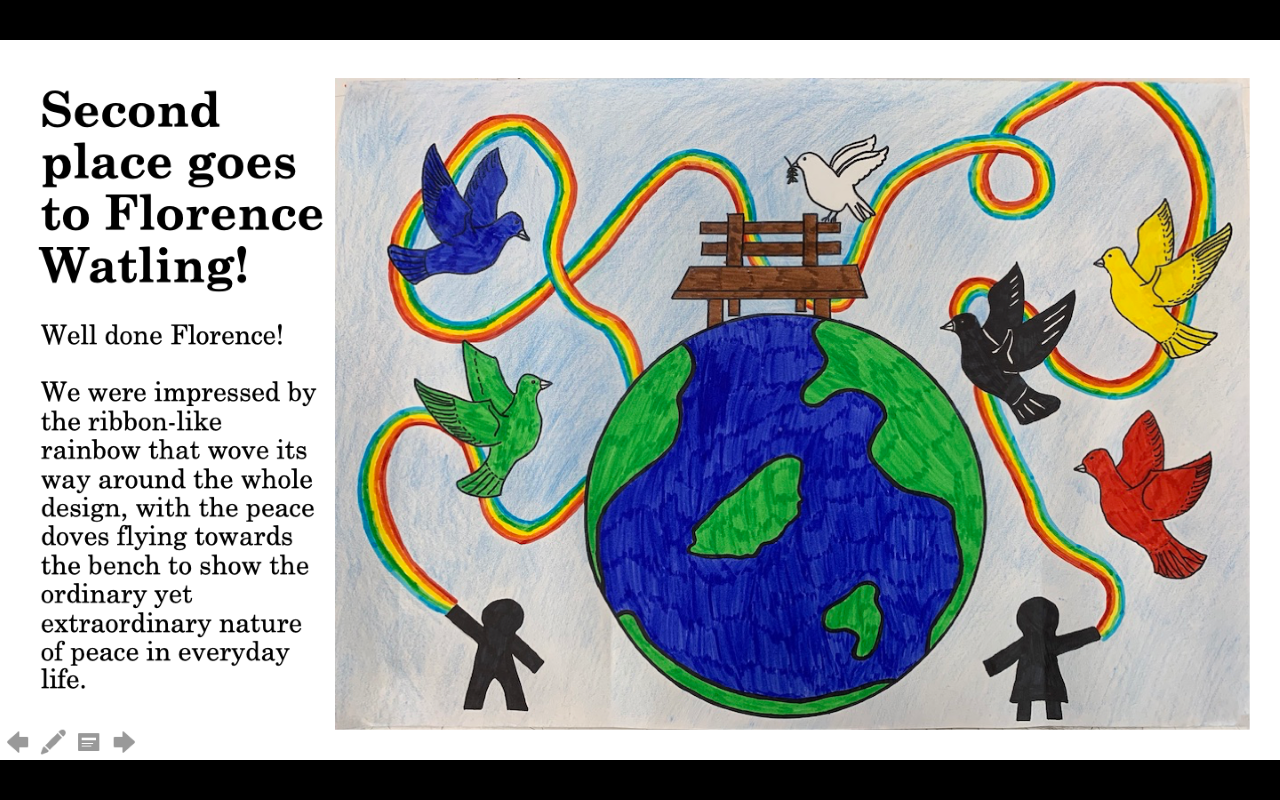 Second
place goes
to Florence
Watling!
Well done Florence!
We were impressed by
the ribbon-like
rainbow that wove its
way around the whole
design, with the peace
doves flying towards
the bench to show the
ordinary yet
extraordinary nature
of peace in everyday
life.